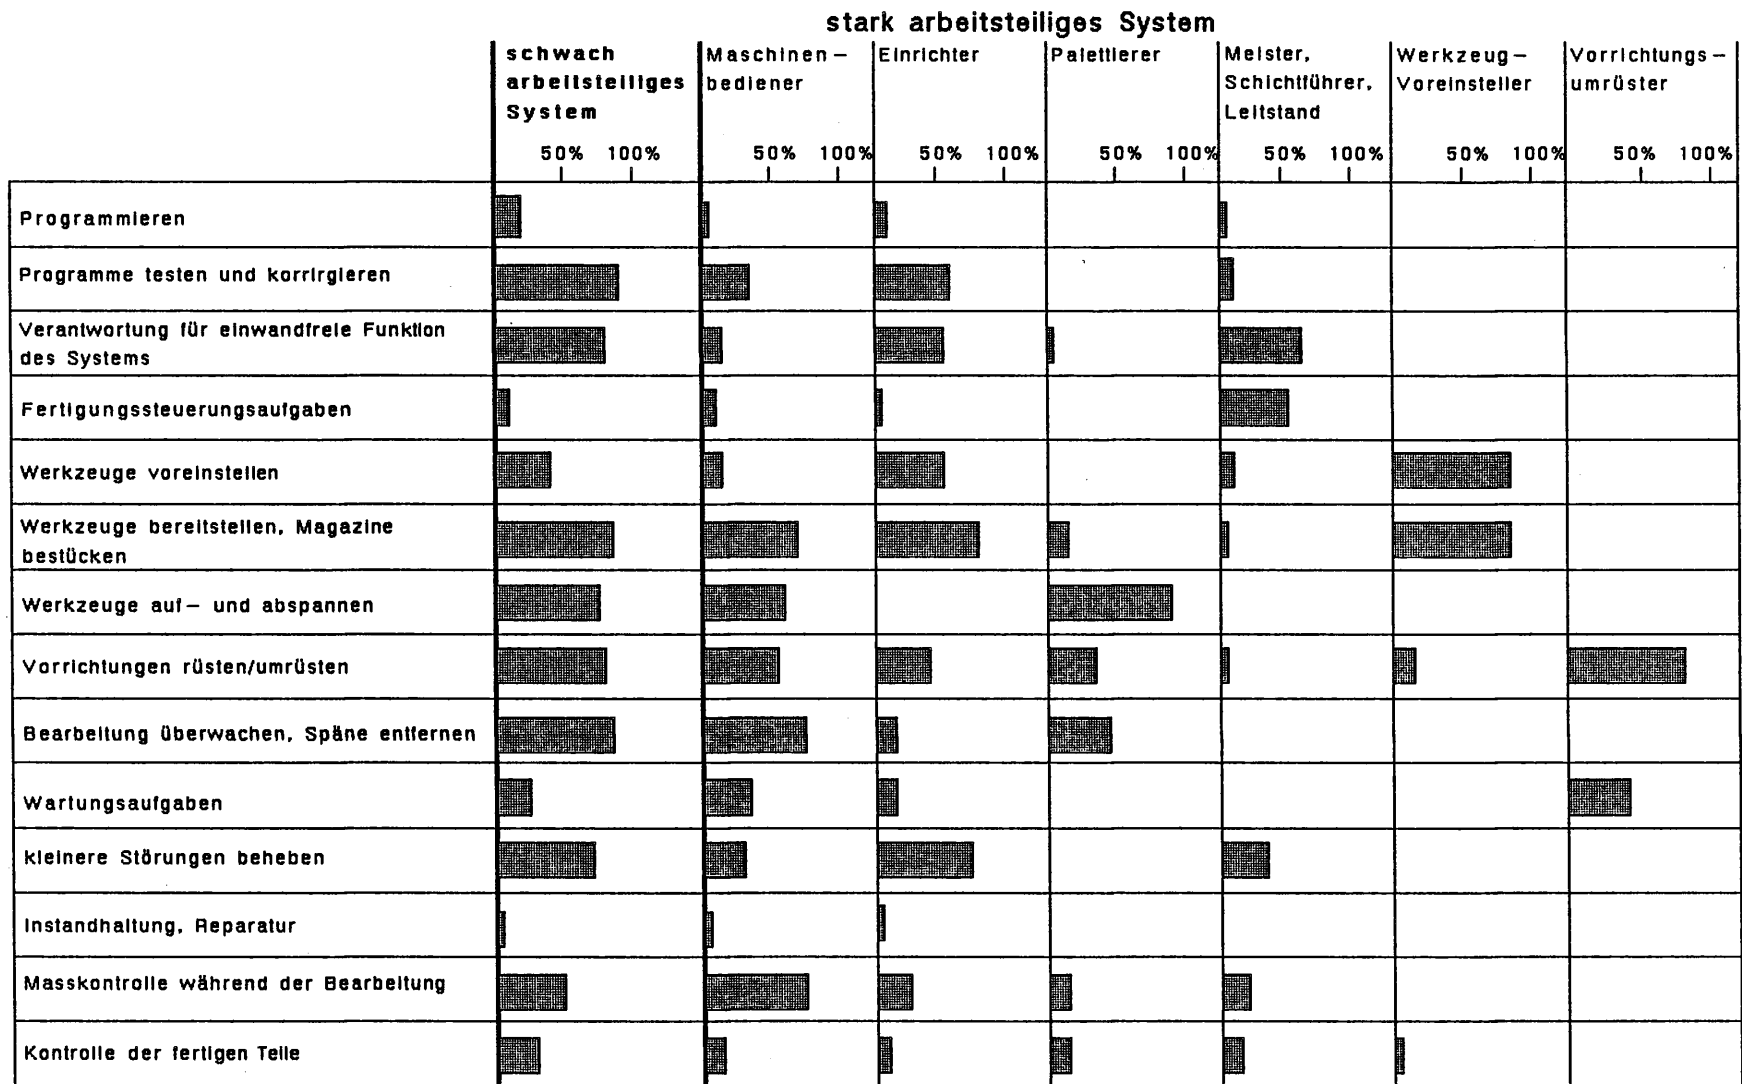 stark arbeitsteiliges System
schwach
arbeitsteiliges
System
Maschinen–
bediener
Einrichter
Palettierer
Meister,
Schichtführer,
Leitstand
Werkzeug–
Voreinsteller
Vorrichtungs–
umrüster
50% 100% 50% 100% 50% 100% 50% 100% 50% 100% 50% 100% 50% 100%
Programmieren
Programme testen und korrirgieren
Verantwortung für einwandfreie Funktion
des Systems
Fertigungssteuerungsaufgaben
Werkzeuge voreinstellen
Werkzeuge bereitstellen, Magazine
bestücken
Werkzeuge auf– und abspannen
Vorrichtungen rüsten/umrüsten
Bearbeitung überwachen, Späne entfernen
Wartungsaufgaben
kleinere Störungen beheben
Instandhaltung, Reparatur
Masskontrolle während der Bearbeitung
Kontrolle der fertigen Teile